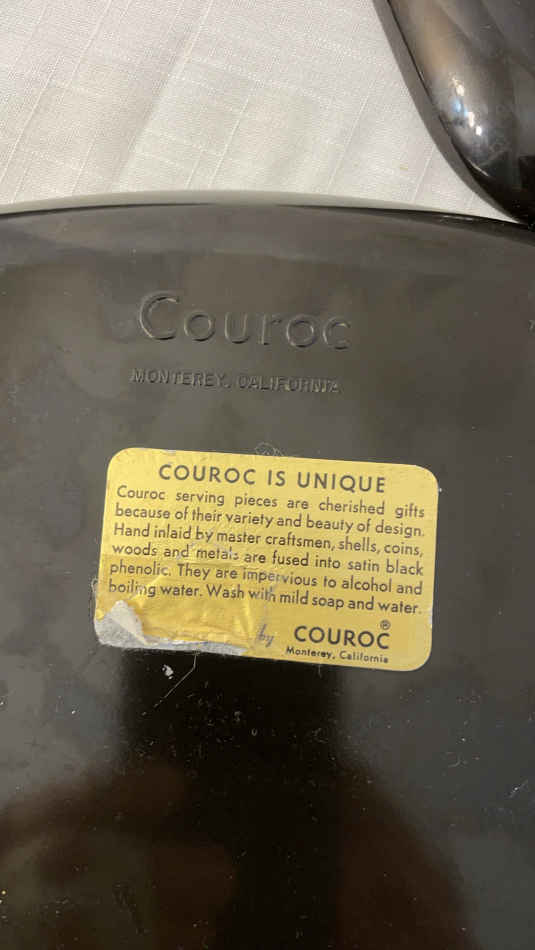 Couroc
MONTEREY, CALIFORNIA
COUROC IS UNIQUE
Couroc serving pieces are cherished gifts
because of their variety and beauty of design.
Hand inlaid by master craftsmen, shells, coins,
woods and metals are fused into satin black
phenolic. They are impervious to alcohol and
boiling water. Wash with mild soap and water.
by COUROC®
Monterey, California